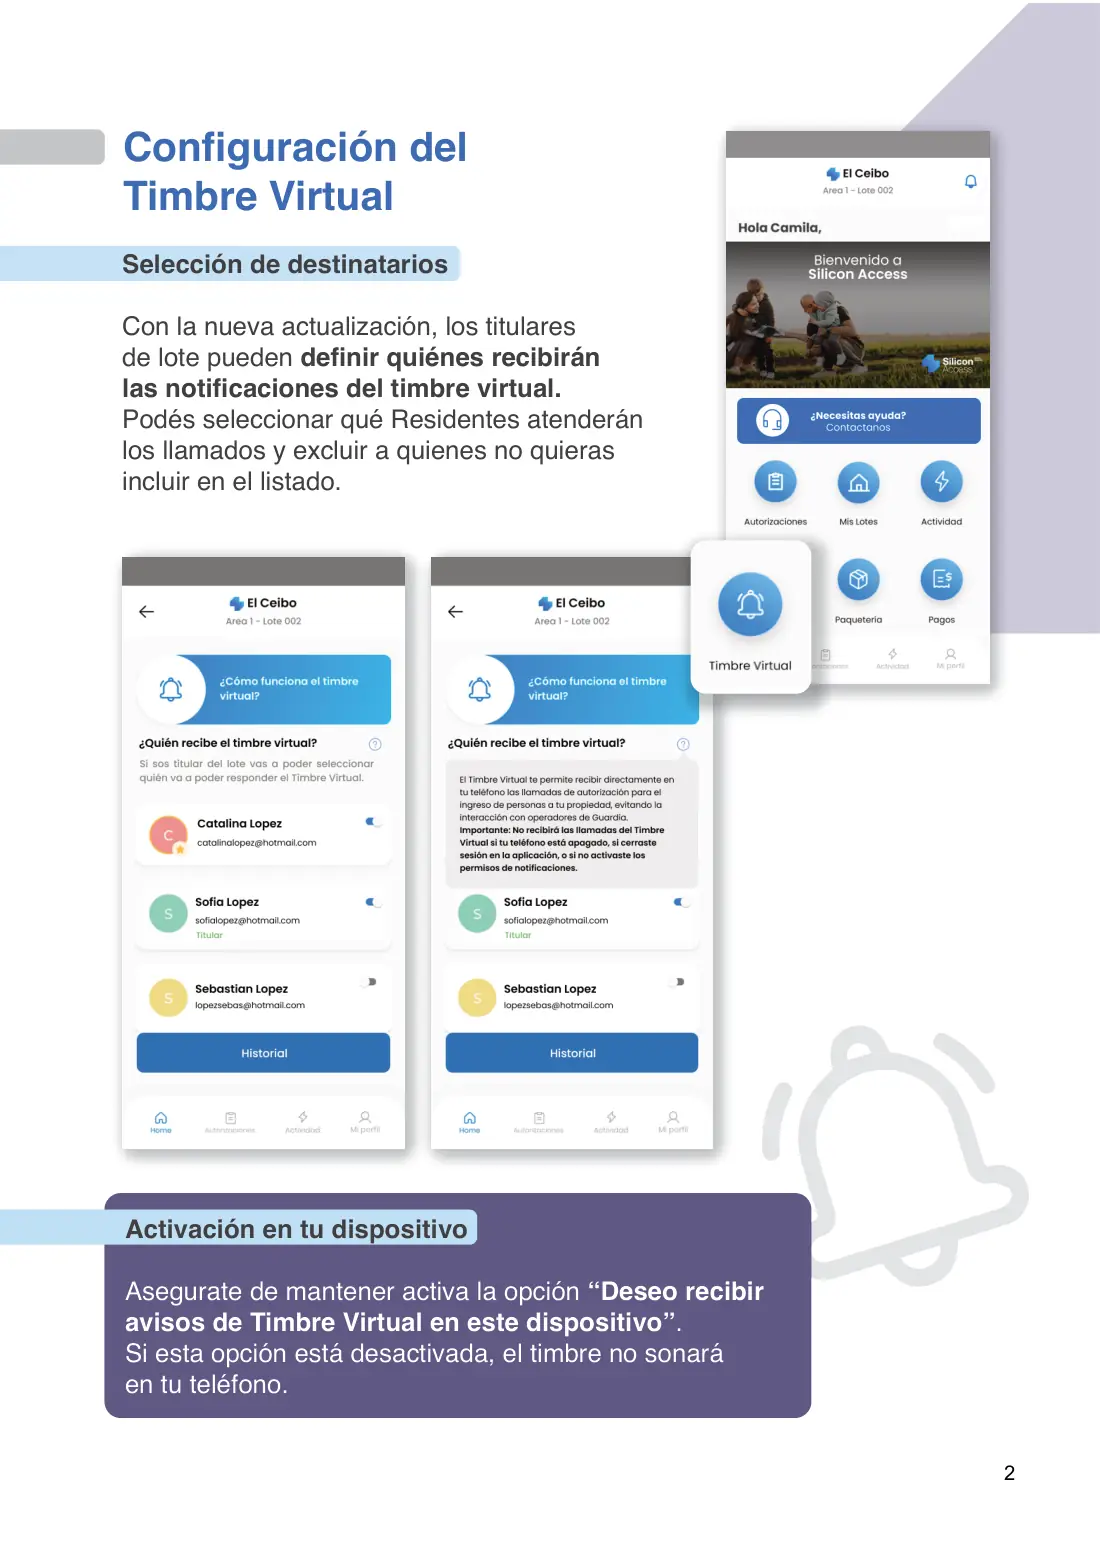 Configuración del
Timbre Virtual
Selección de destinatarios
Con la nueva actualización, los titulares
de lote pueden definir quiénes recibirán
las notificaciones del timbre virtual.
Podés seleccionar qué Residentes atenderán
los llamados y excluir a quienes no quieras
incluir en el listado.
El Ceibo
Area 1 - Lote 002
Hola Camila,
Bienvenido a
Silicon Access
Silicon
Access
¿Necesitas ayuda?
Contactanos
Autorizaciones
Mis Lotes
Actividad
Timbre Virtual
Paqueteria
Pagos
Actividad
Mi perfil
El Ceibo
Area 1 - Lote 002
¿Cómo funciona el timbre
virtual?
¿Quién recibe el timbre virtual?
Si sos titular del lote vas a poder seleccionar
quién va a poder responder el Timbre Virtual.
C
Catalina Lopez
catalinalopez@hotmail.com
S
Sofia Lopez
sofialopez@hotmail.com
Titular
S
Sebastian Lopez
lopezsebas@hotmail.com
Historial
Home
Autorizaciones
Actividad
Mi perfil
El Ceibo
Area 1 - Lote 002
¿Cómo funciona el timbre
virtual?
¿Quién recibe el timbre virtual?
El Timbre Virtual te permite recibir directamente en
tu teléfono las llamadas de autorización para el
ingreso de personas a tu propiedad, evitando la
interacción con operadores de Guardia.
Importante: No recibirá las llamadas del Timbre
Virtual si tu teléfono está apagado, si cerraste
sesión en la aplicación, o si no activaste los
permisos de notificaciones.
S
Sofia Lopez
sofialopez@hotmail.com
Titular
S
Sebastian Lopez
lopezsebas@hotmail.com
Historial
Home
Autorizaciones
Actividad
Mi perfil
Activación en tu dispositivo
Asegurate de mantener activa la opción “Deseo recibir
avisos de Timbre Virtual en este dispositivo”.
Si esta opción está desactivada, el timbre no sonará
en tu teléfono.
2